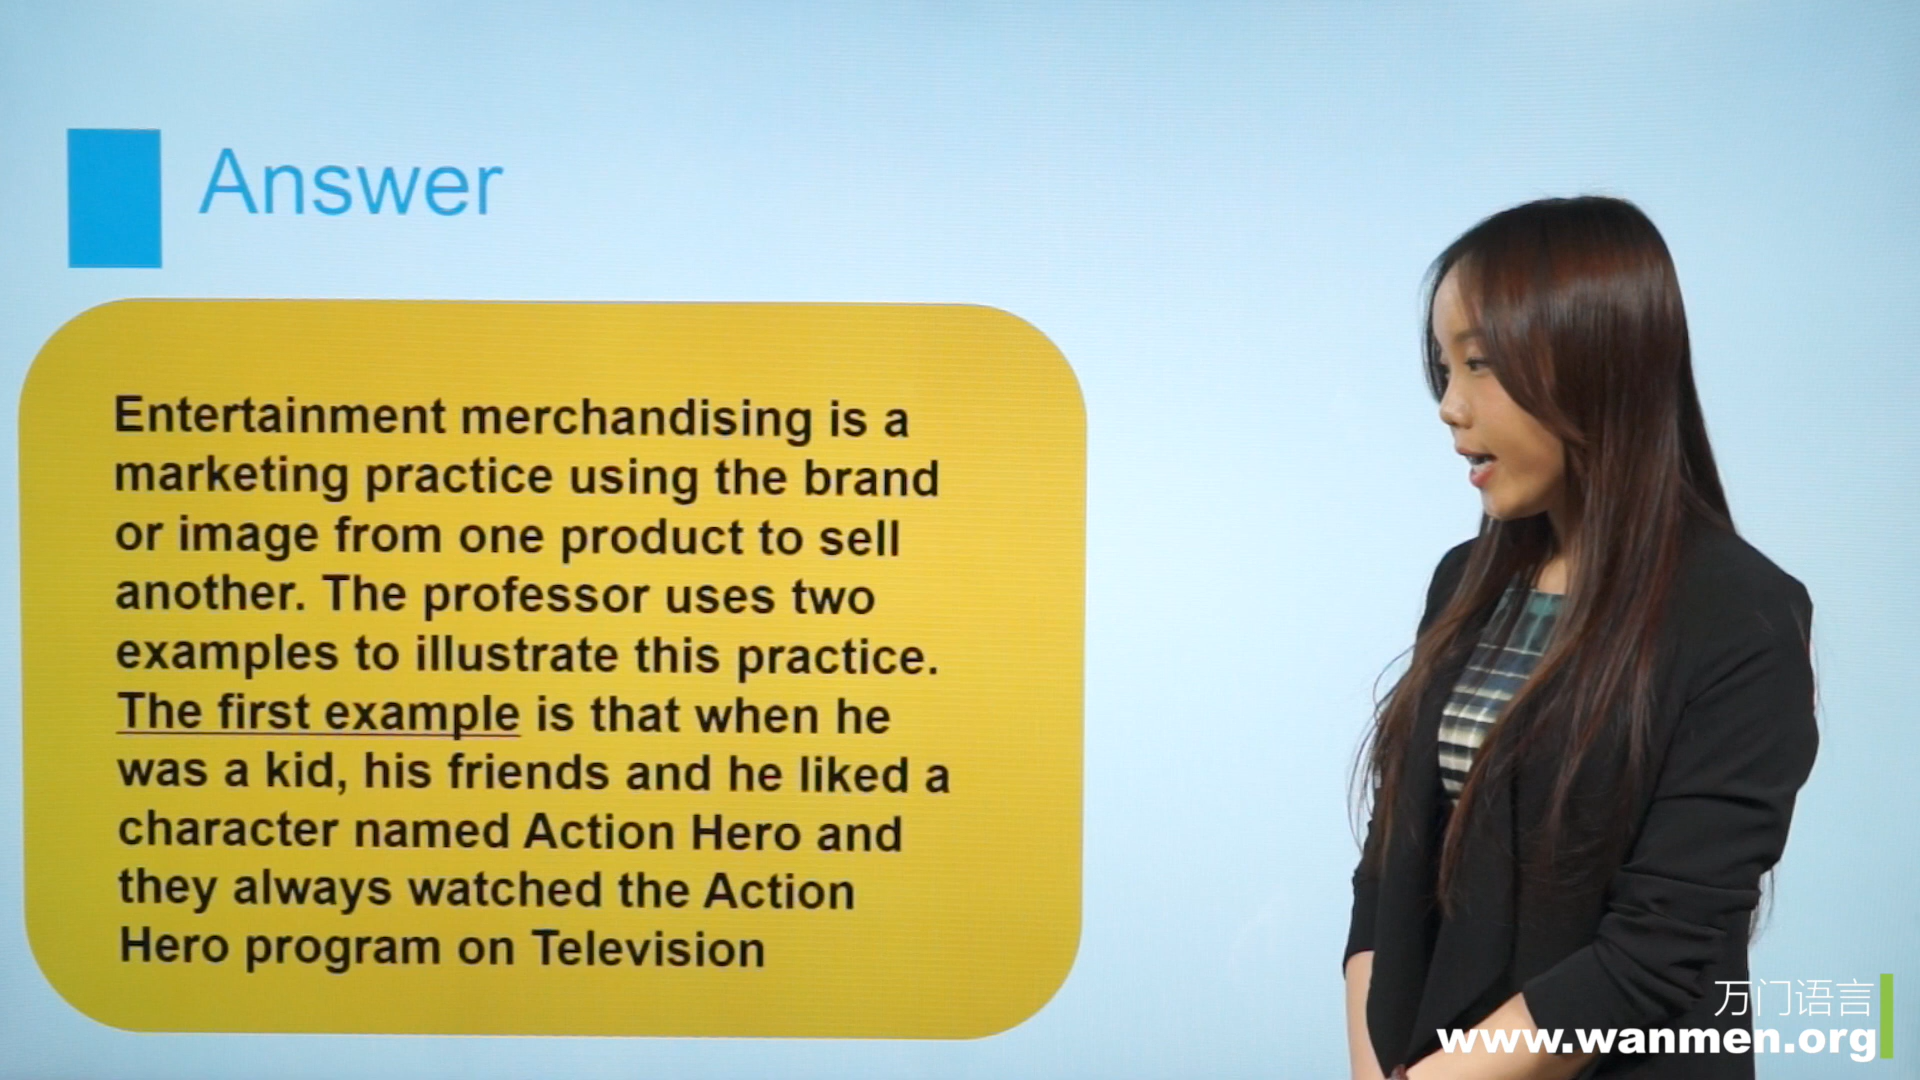 Answer
Entertainment merchandising is a
marketing practice using the brand
or image from one product to sell
another. The professor uses two
examples to illustrate this practice.
The first example is that when he
was a kid, his friends and he liked a
character named Action Hero and
they always watched the Action
Hero program on Television
万门语言
www.wanmen.org